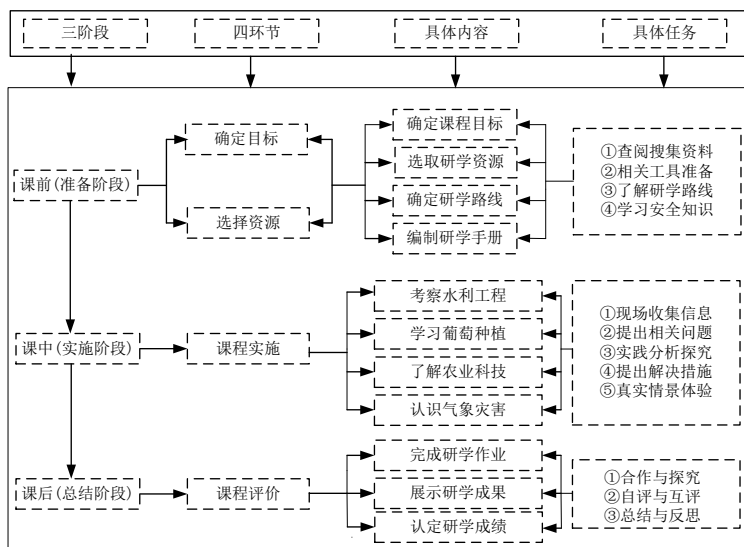 三阶段
四环节
具体内容
具体任务
课前(准备阶段)
确定目标
选择资源
确定课程目标
选取研学资源
确定研学路线
编制研学手册
①查阅搜集资料
②相关工具准备
③了解研学路线
④学习安全知识
课中(实施阶段)
课程实施
考察水利工程
学习葡萄种植
了解农业科技
认识气象灾害
①现场收集信息
②提出相关问题
③实践分析探究
④提出解决措施
⑤真实情景体验
课后(总结阶段)
课程评价
完成研学作业
展示研学成果
认定研学成绩
①合作与探究
②自评与互评
③总结与反思